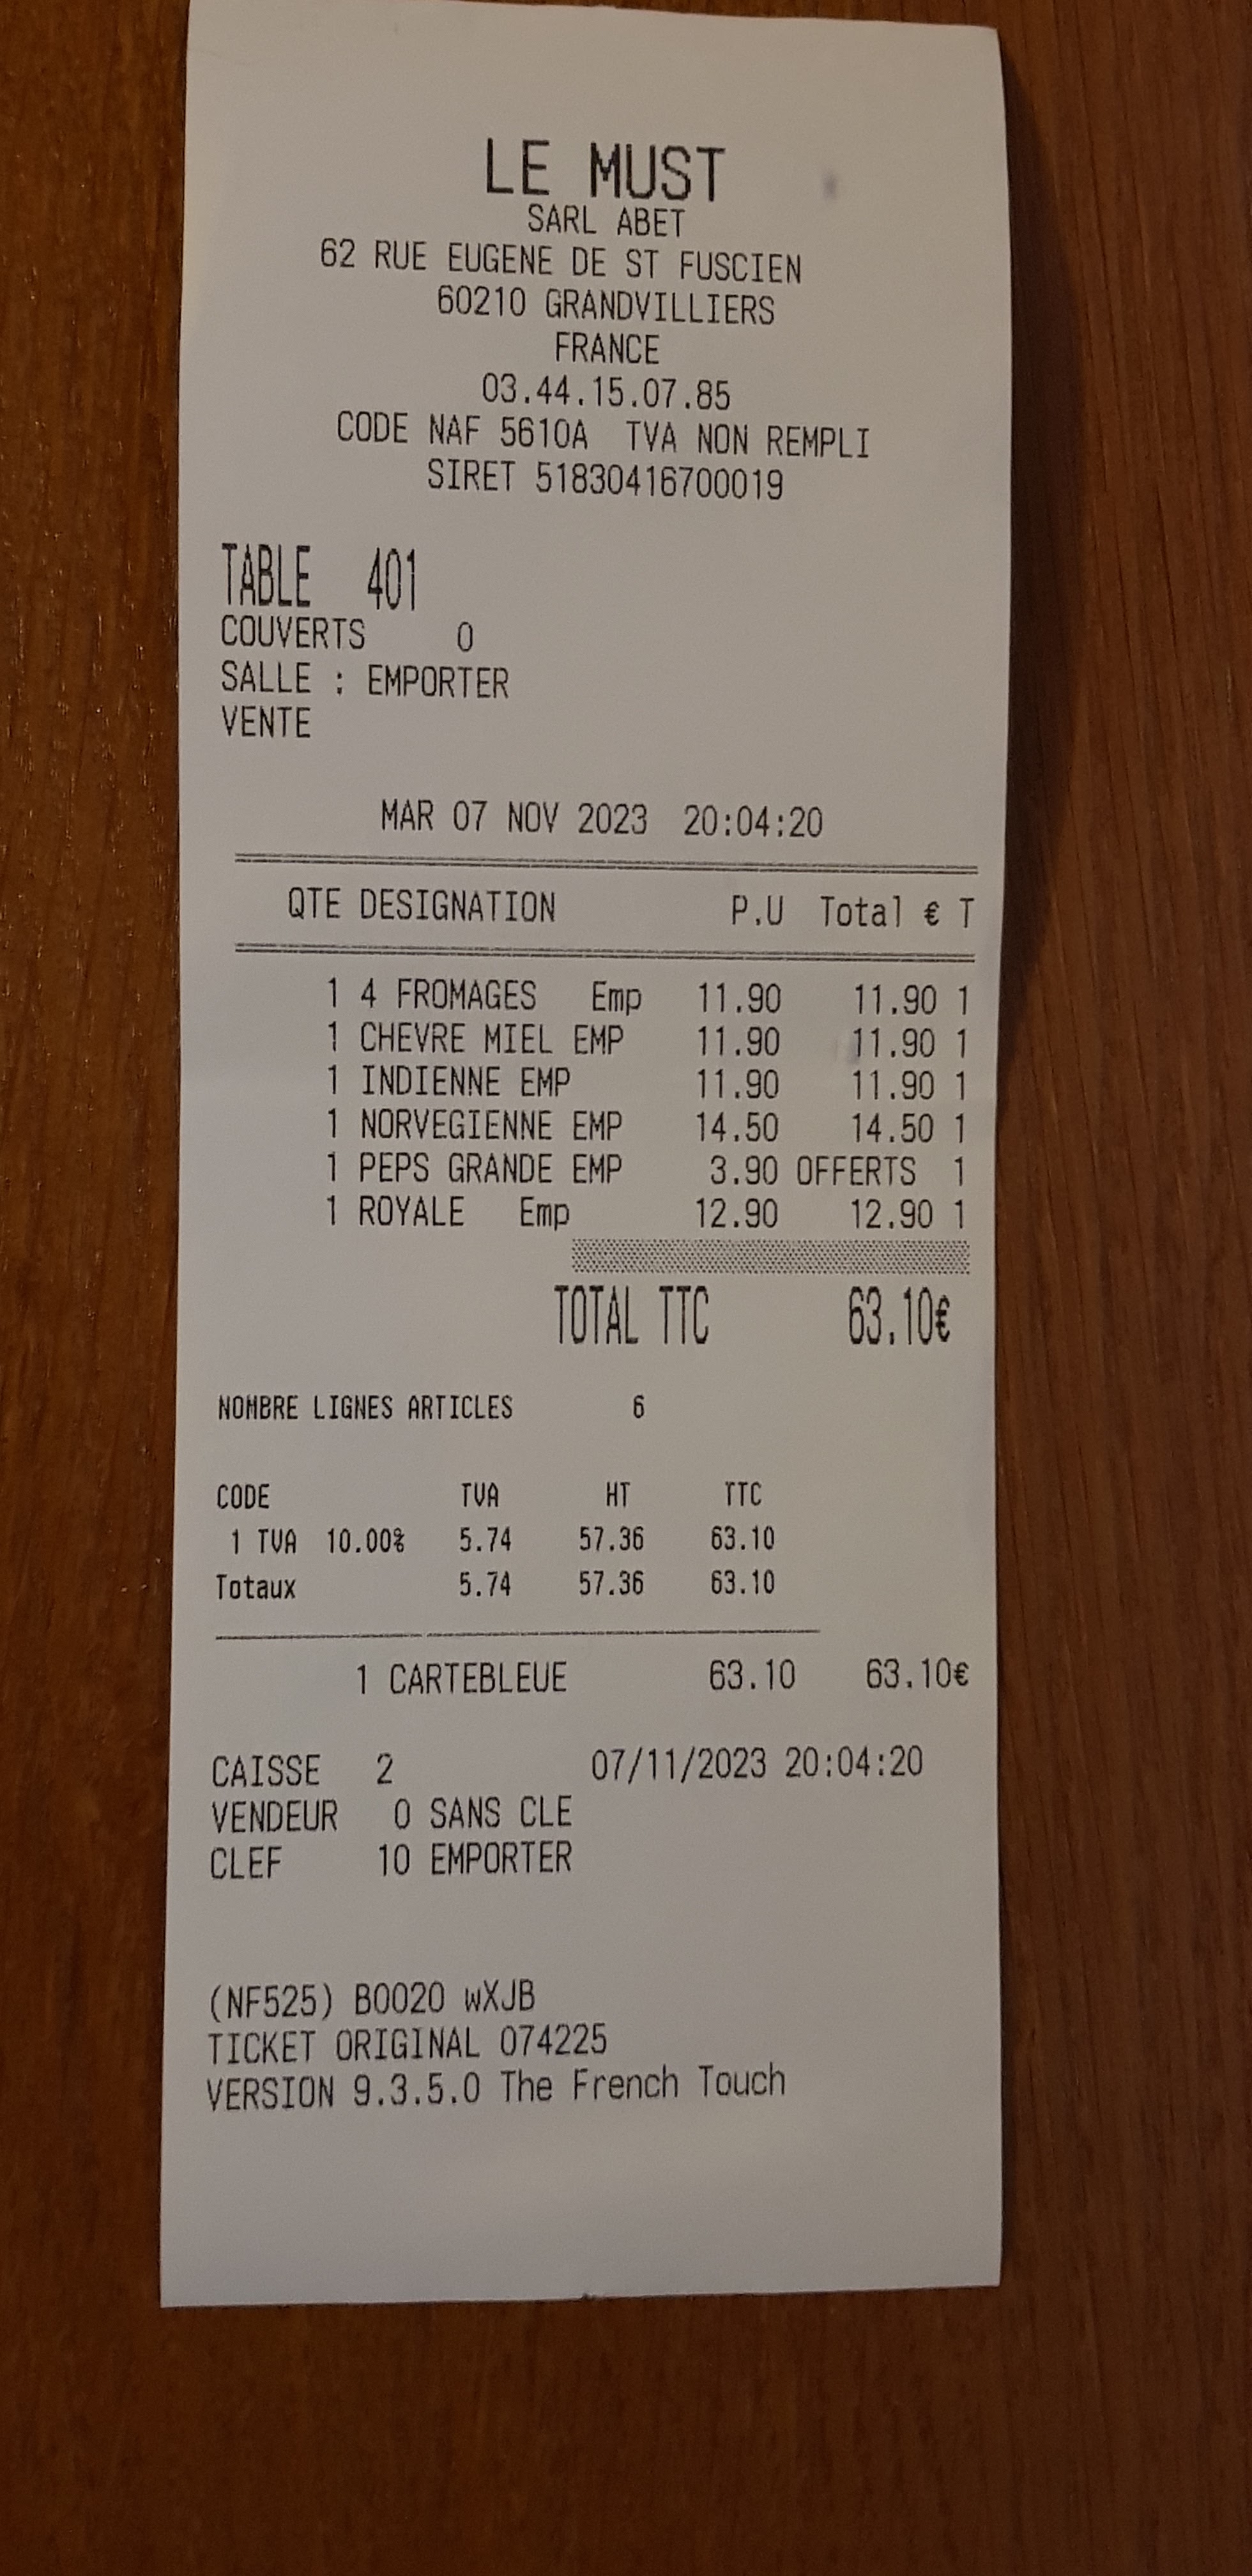 LE MUST
SARL ABET
62 RUE EUGENE DE ST FUSCIEN
60210 GRANDVILLIERS
FRANCE
03.44.15.07.85
CODE NAF 5610A TVA NON REMPLI
SIRET 51830416700019
TABLE 401
COUVERTS 0
SALLE : EMPORTER
VENTE
MAR 07 NOV 2023 20:04:20
QTE DESIGNATION P.U Total € T
1 4 FROMAGES Emp 11.90 11.90 1
1 CHEVRE MIEL EMP 11.90 11.90 1
1 INDIENNE EMP 11.90 11.90 1
1 NORVEGIENNE EMP 14.50 14.50 1
1 PEPS GRANDE EMP 3.90 OFFERTS 1
1 ROYALE Emp 12.90 12.90 1
TOTAL TTC 63.10€
NOMBRE LIGNES ARTICLES 6
CODE TVA HT TTC
1 TVA 10.00% 5.74 57.36 63.10
Totaux 5.74 57.36 63.10
1 CARTEBLEUE 63.10 63.10€
CAISSE 2 07/11/2023 20:04:20
VENDEUR 0 SANS CLE
CLEF 10 EMPORTER
(NF525) B0020 wXJB
TICKET ORIGINAL 074225
VERSION 9.3.5.0 The French Touch